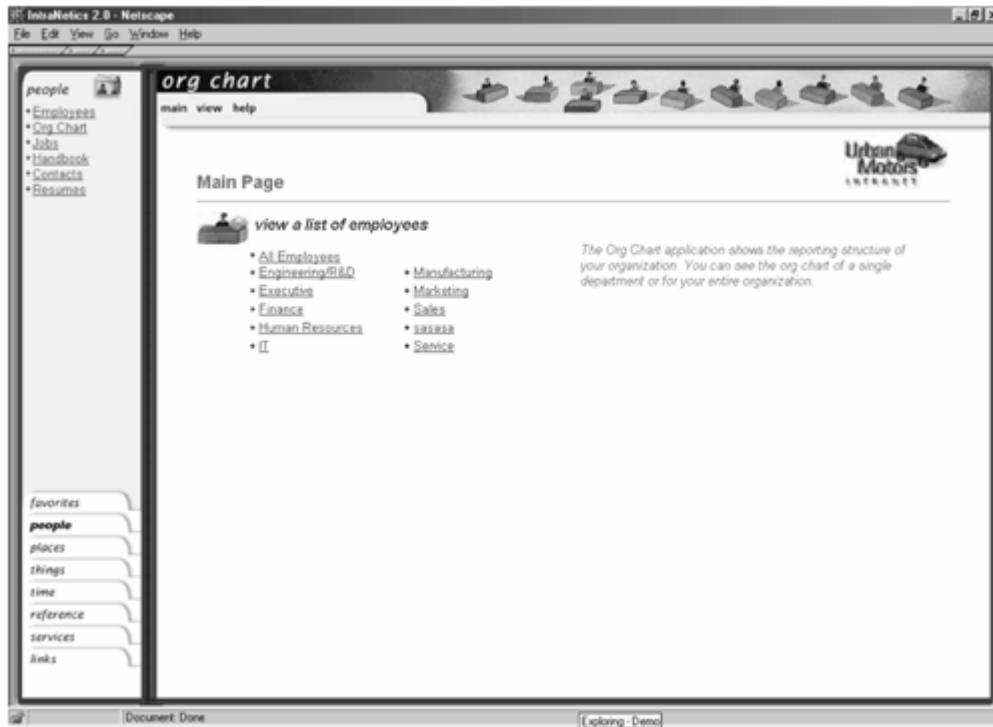 IntraNetics 2.0 - Netscape
File Edit View Go Window Help
people
org chart
main view help
• Employees
• Org Chart
• Jobs
• Handbook
• Contacts
• Resumes
Urban
Motors
INTRANET
Main Page
view a list of employees
• All Employees
• Engineering/R&D
• Executive
• Finance
• Human Resources
• IT
• Manufacturing
• Marketing
• Sales
• sasasa
• Service
The Org Chart application shows the reporting structure of
your organization. You can see the org chart of a single
department or for your entire organization.
favorites
people
places
things
time
reference
services
links
Document: Done
Exploring - Demo